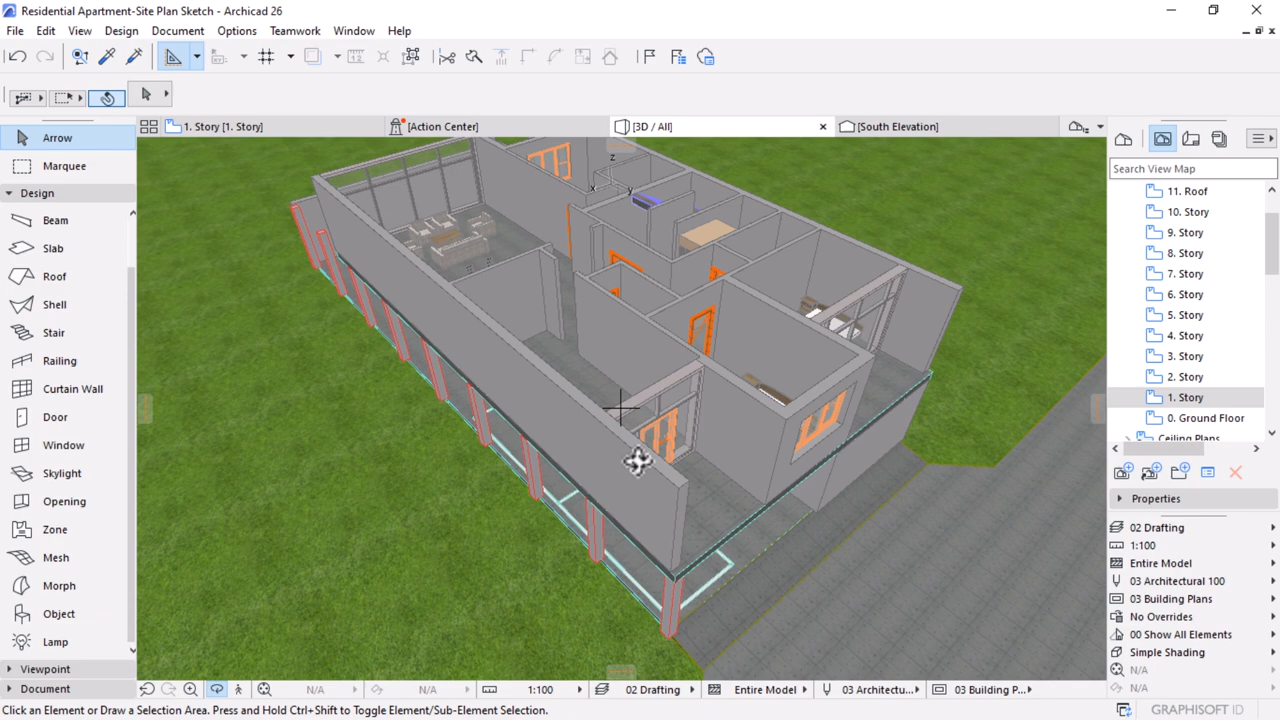 Residential Apartment-Site Plan Sketch - Archicad 26
File Edit View Design Document Options Teamwork Window Help
Arrow
Marquee
Design
Beam
Slab
Roof
Shell
Stair
Railing
Curtain Wall
Door
Window
Skylight
Opening
Zone
Mesh
Morph
Object
Lamp
Viewpoint
Document
1. Story [1. Story]
[Action Center]
[3D / All]
[South Elevation]
z
x
y
Search View Map
11. Roof
10. Story
9. Story
8. Story
7. Story
6. Story
5. Story
4. Story
3. Story
2. Story
1. Story
0. Ground Floor
Ceiling Plans
Properties
02 Drafting
1:100
Entire Model
03 Architectural 100
03 Building Plans
No Overrides
00 Show All Elements
Simple Shading
N/A
N/A
N/A N/A 1:100 02 Drafting Entire Model 03 Architectu... 03 Building P...
Click an Element or Draw a Selection Area. Press and Hold Ctrl+Shift to Toggle Element/Sub-Element Selection.
GRAPHISOFT ID